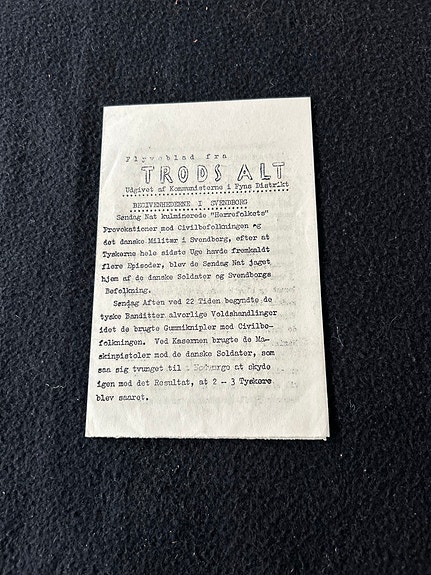 Flyveblad fra
TRODS ALT
Udgivet af Kommunisterne i Fyns Distrikt
BEGIVENHEDERNE I SVENDBORG
Søndag Nat kulminerede "Herrefolkets"
Provokationer mod Civilbefolkningen og
det danske Militær i Svendborg, efter at
Tyskerne hele sidste Uge havde fremkaldt
flere Episoder, blev de Søndag Nat jaget
hjem af de danske Soldater og Svendborgs
Befolkning.
Søndag Aften ved 22 Tiden begyndte de
tyske Banditter alvorlige Voldshandlinger
idet de brugte Gummiknipler mod Civilbe-
folkningen. Ved Kasernen brugte de Ma-
skinpistoler mod de danske Soldater, som
saa sig tvunget til i Nødværge at skyde
igen med det Resultat, at 2 - 3 Tyskere
blev saaret.